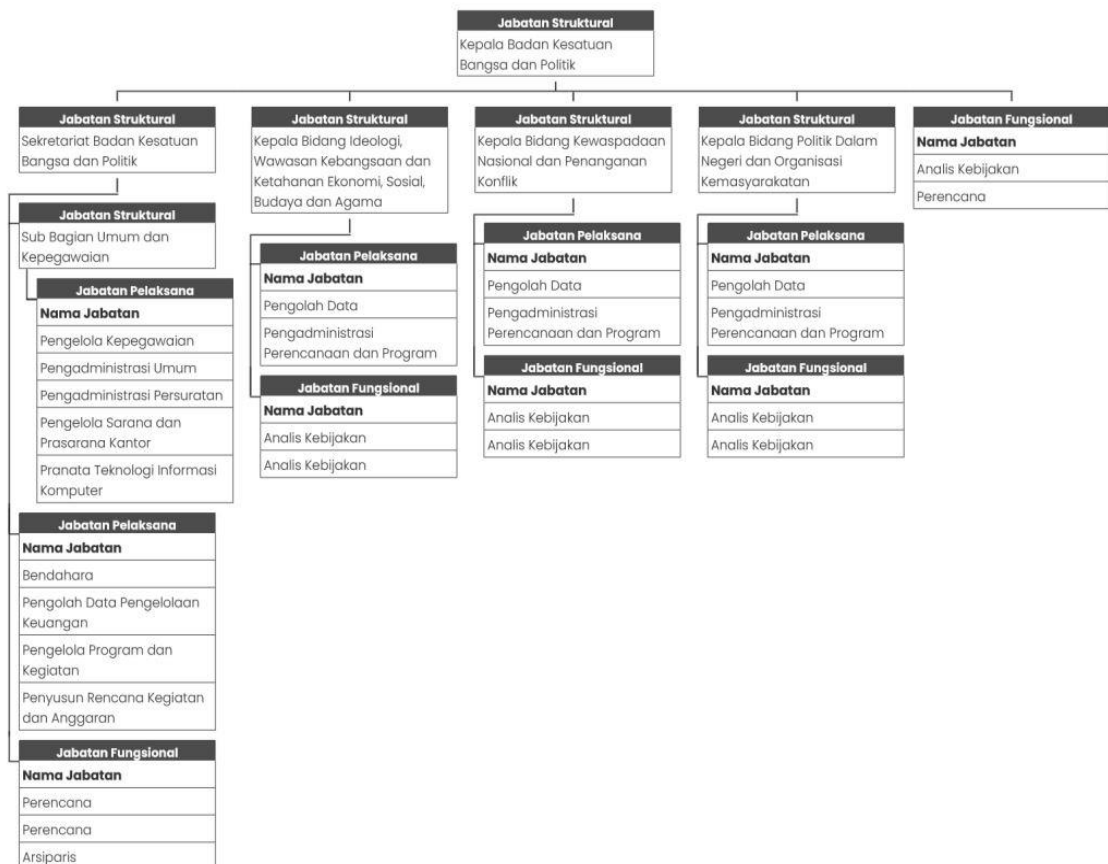 Jabatan Struktural
Kepala Badan Kesatuan
Bangsa dan Politik
Jabatan Struktural
Sekretariat Badan Kesatuan
Bangsa dan Politik
Jabatan Struktural
Sub Bagian Umum dan
Kepegawaian
Jabatan Pelaksana
Nama Jabatan
Pengelola Kepegawaian
Pengadministrasi Umum
Pengadministrasi Persuratan
Pengelola Sarana dan
Prasarana Kantor
Pranata Teknologi Informasi
Komputer
Jabatan Pelaksana
Nama Jabatan
Bendahara
Pengolah Data Pengelolaan
Keuangan
Pengelola Program dan
Kegiatan
Penyusun Rencana Kegiatan
dan Anggaran
Jabatan Fungsional
Nama Jabatan
Perencana
Perencana
Arsiparis
Jabatan Struktural
Kepala Bidang Ideologi,
Wawasan Kebangsaan dan
Ketahanan Ekonomi, Sosial,
Budaya dan Agama
Jabatan Pelaksana
Nama Jabatan
Pengolah Data
Pengadministrasi
Perencanaan dan Program
Jabatan Fungsional
Nama Jabatan
Analis Kebijakan
Analis Kebijakan
Jabatan Struktural
Kepala Bidang Kewaspadaan
Nasional dan Penanganan
Konflik
Jabatan Pelaksana
Nama Jabatan
Pengolah Data
Pengadministrasi
Perencanaan dan Program
Jabatan Fungsional
Nama Jabatan
Analis Kebijakan
Analis Kebijakan
Jabatan Struktural
Kepala Bidang Politik Dalam
Negeri dan Organisasi
Kemasyarakatan
Jabatan Pelaksana
Nama Jabatan
Pengolah Data
Pengadministrasi
Perencanaan dan Program
Jabatan Fungsional
Nama Jabatan
Analis Kebijakan
Analis Kebijakan
Jabatan Fungsional
Nama Jabatan
Analis Kebijakan
Perencana